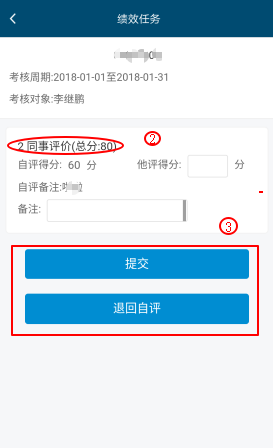 绩效任务
考核周期:2018-01-01至2018-01-31
考核对象:李继鹏
2.同事评价(总分:80)
②
自评得分: 60 分 他评得分: 分
自评备注:
备注:
③
提交
退回自评